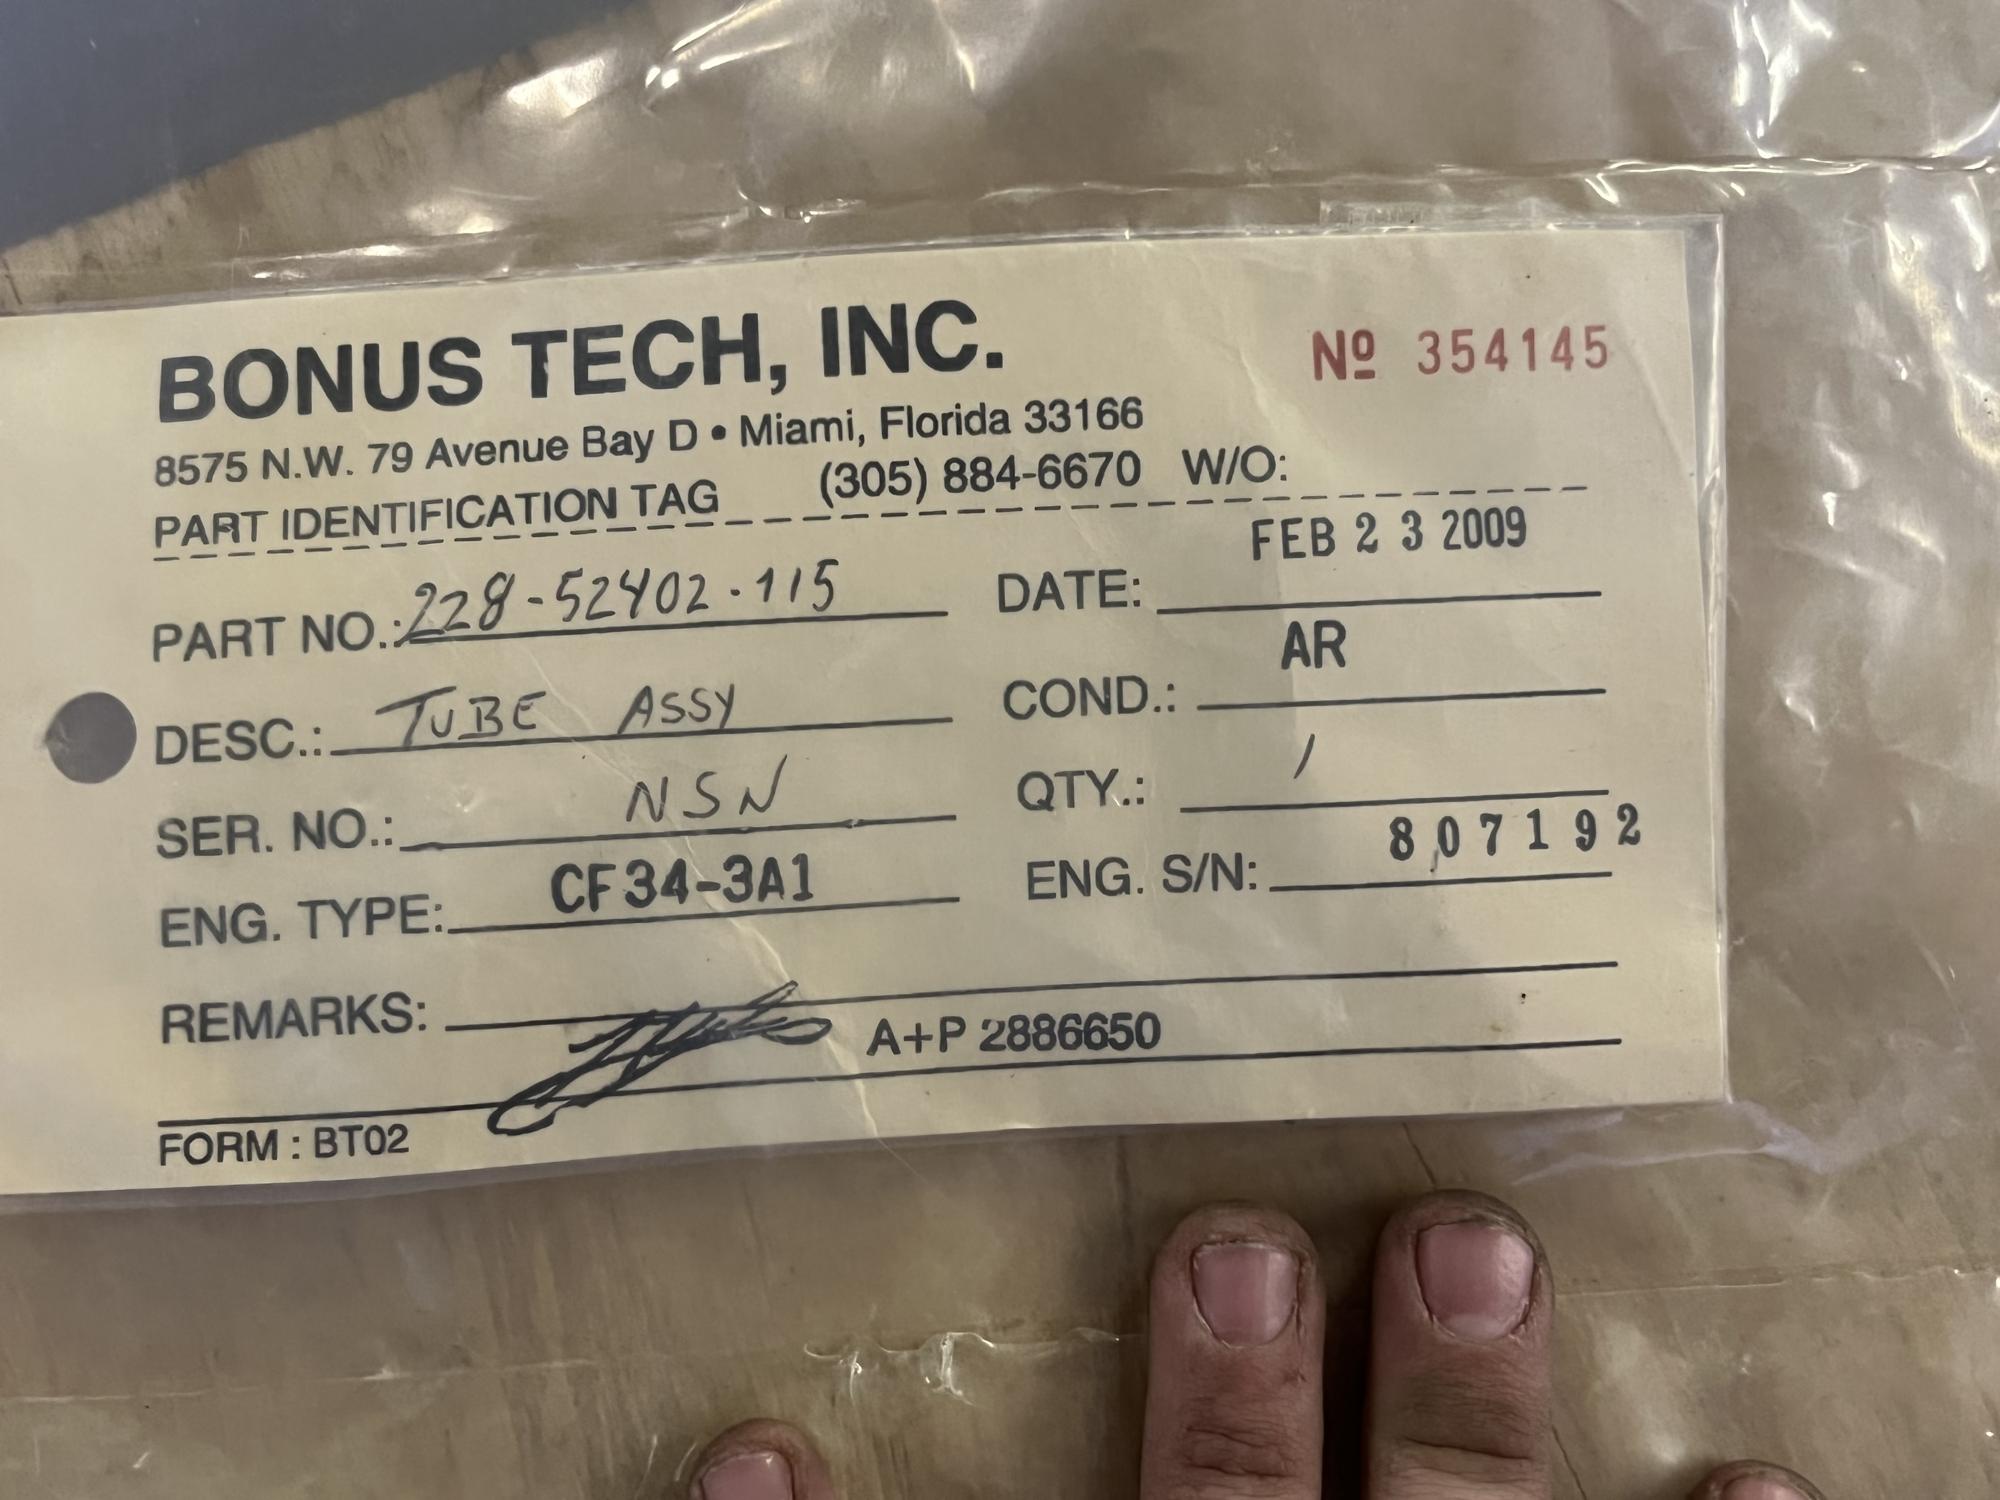 BONUS TECH, INC. Nº 354145
8575 N.W. 79 Avenue Bay D • Miami, Florida 33166
PART IDENTIFICATION TAG (305) 884-6670 W/O:
PART NO.: 228-52402-115 DATE: FEB 23 2009
DESC.: TUBE ASSY COND.: AR
SER. NO.: NSN QTY.: 1
ENG. TYPE: CF34-3A1 ENG. S/N: 807192
REMARKS:
A+P 2886650
FORM : BT02